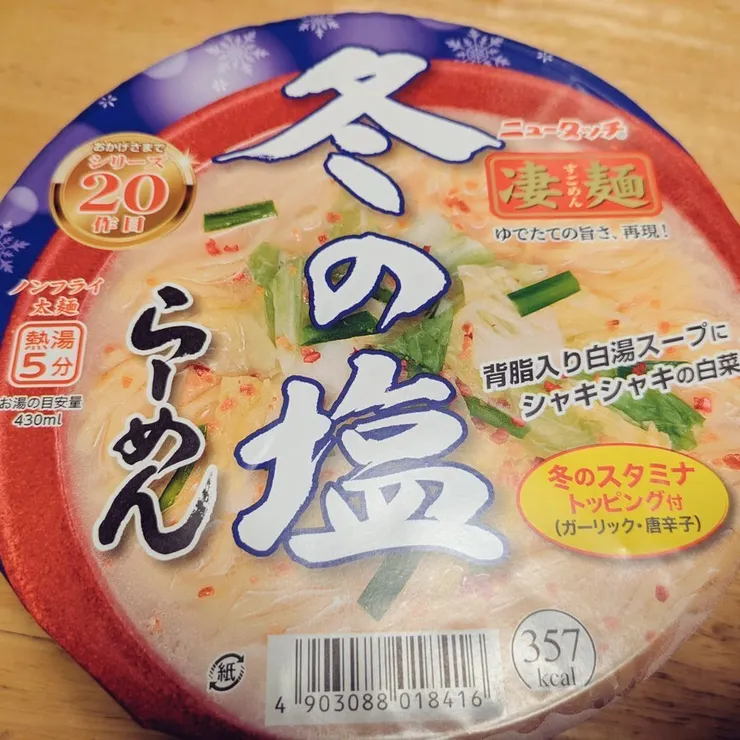 冬の塩
らーめん
おかげさまで
シリーズ
20
作目
ニュータッチ
凄麺
すごめん
ゆでたての旨さ、再現!
ノンフライ
太麺
熱湯
5分
お湯の目安量
430ml
背脂入り白湯スープに
シャキシャキの白菜
冬のスタミナ
トッピング付
(ガーリック・唐辛子)
357
kcal
紙
4 903088 018416